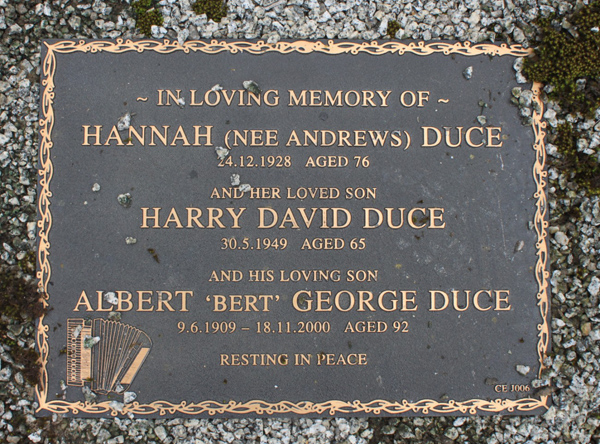 ~ IN LOVING MEMORY OF ~
HANNAH (NEE ANDREWS) DUCE
24.12.1928 AGED 76
AND HER LOVED SON
HARRY DAVID DUCE
30.5.1949 AGED 65
AND HIS LOVING SON
ALBERT 'BERT' GEORGE DUCE
9.6.1909 – 18.11.2000 AGED 92
RESTING IN PEACE
CE J006